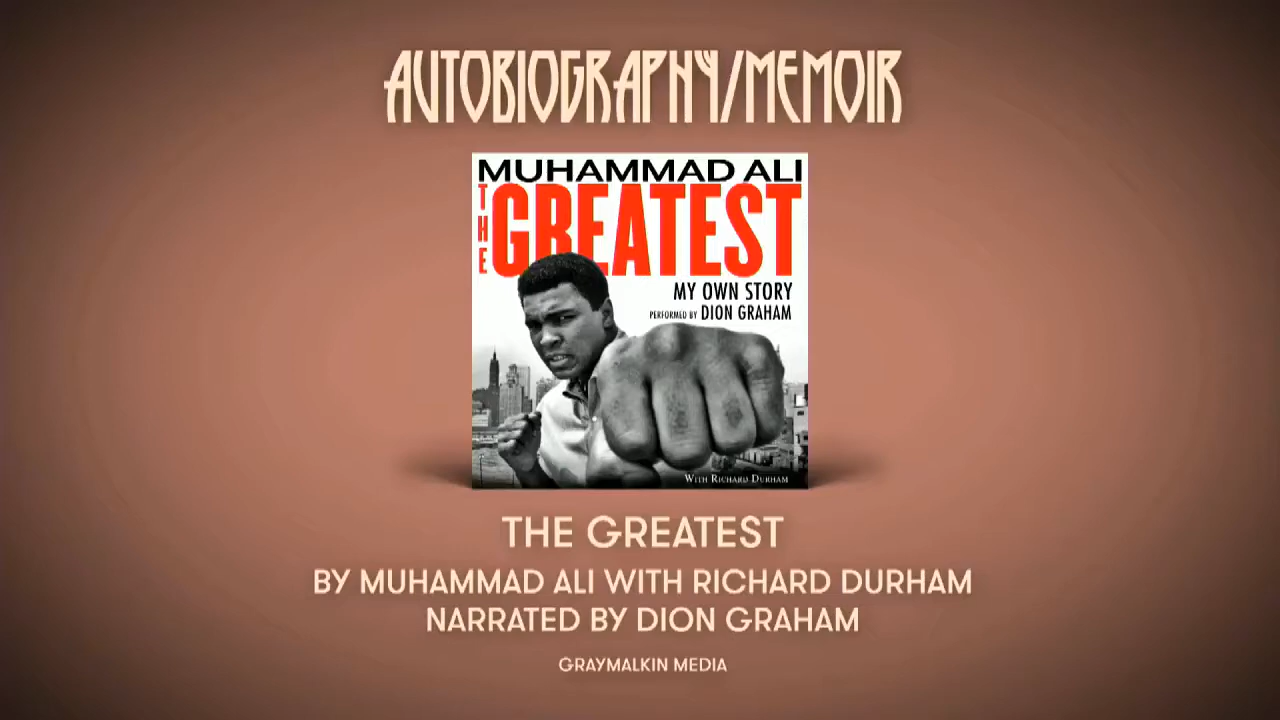 AUTOBIOGRAPHY/MEMOIR
MUHAMMAD ALI
THE
GREATEST
MY OWN STORY
PERFORMED BY DION GRAHAM
WITH RICHARD DURHAM
THE GREATEST
BY MUHAMMAD ALI WITH RICHARD DURHAM
NARRATED BY DION GRAHAM
GRAYMALKIN MEDIA